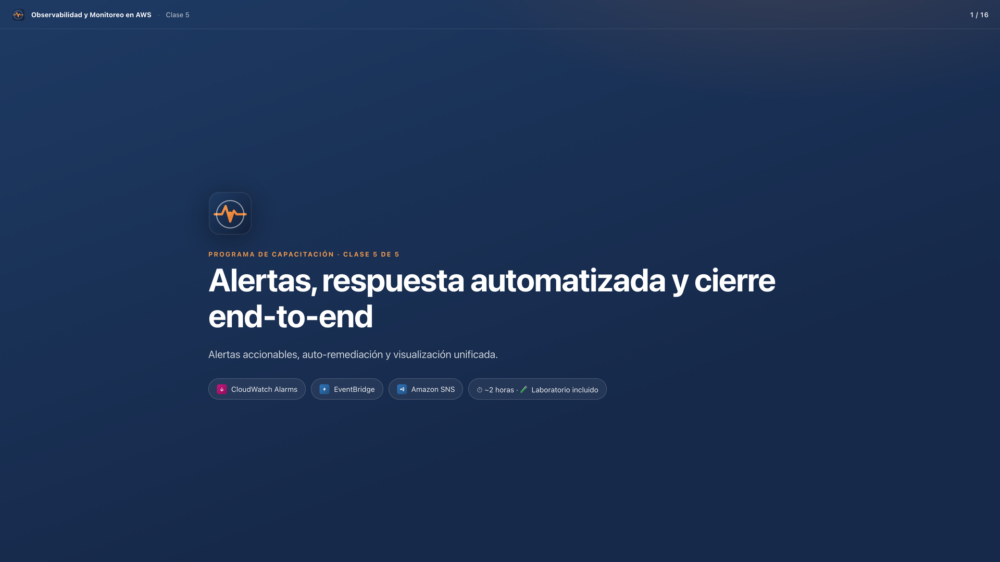 Observabilidad y Monitoreo en AWS · Clase 5
1 / 16
PROGRAMA DE CAPACITACIÓN · CLASE 5 DE 5
Alertas, respuesta automatizada y cierre
end-to-end
Alertas accionables, auto-remediación y visualización unificada.
CloudWatch Alarms
EventBridge
Amazon SNS
⏱ ~2 horas · 🧪 Laboratorio incluido